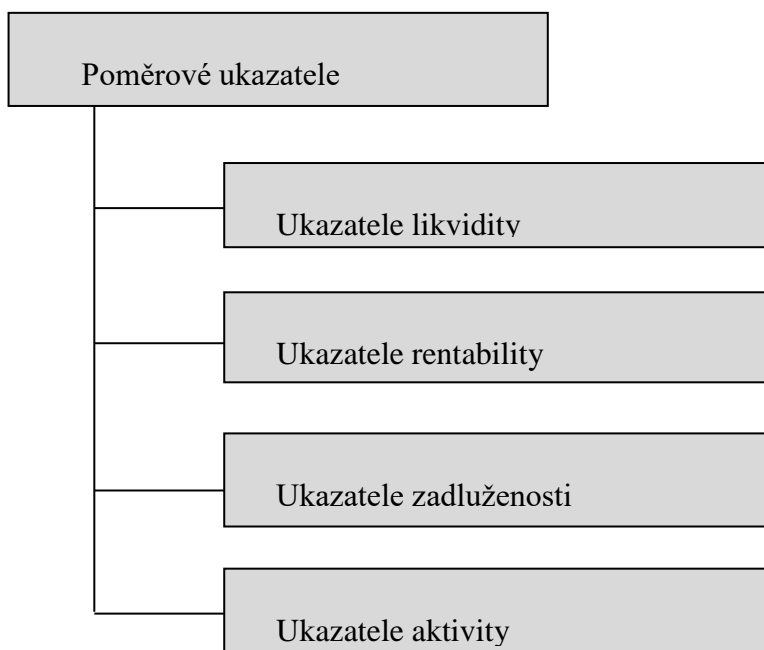 Poměrové ukazatele
Ukazatele likvidity
Ukazatele rentability
Ukazatele zadluženosti
Ukazatele aktivity